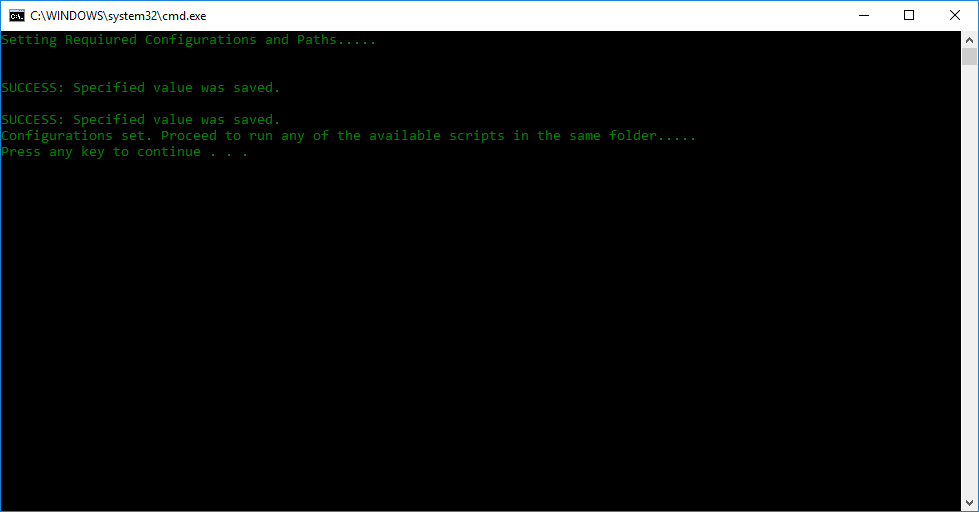 C:\WINDOWS\system32\cmd.exe
Setting Requiured Configurations and Paths.....
SUCCESS: Specified value was saved.
SUCCESS: Specified value was saved.
Configurations set. Proceed to run any of the available scripts in the same folder.....
Press any key to continue . . .